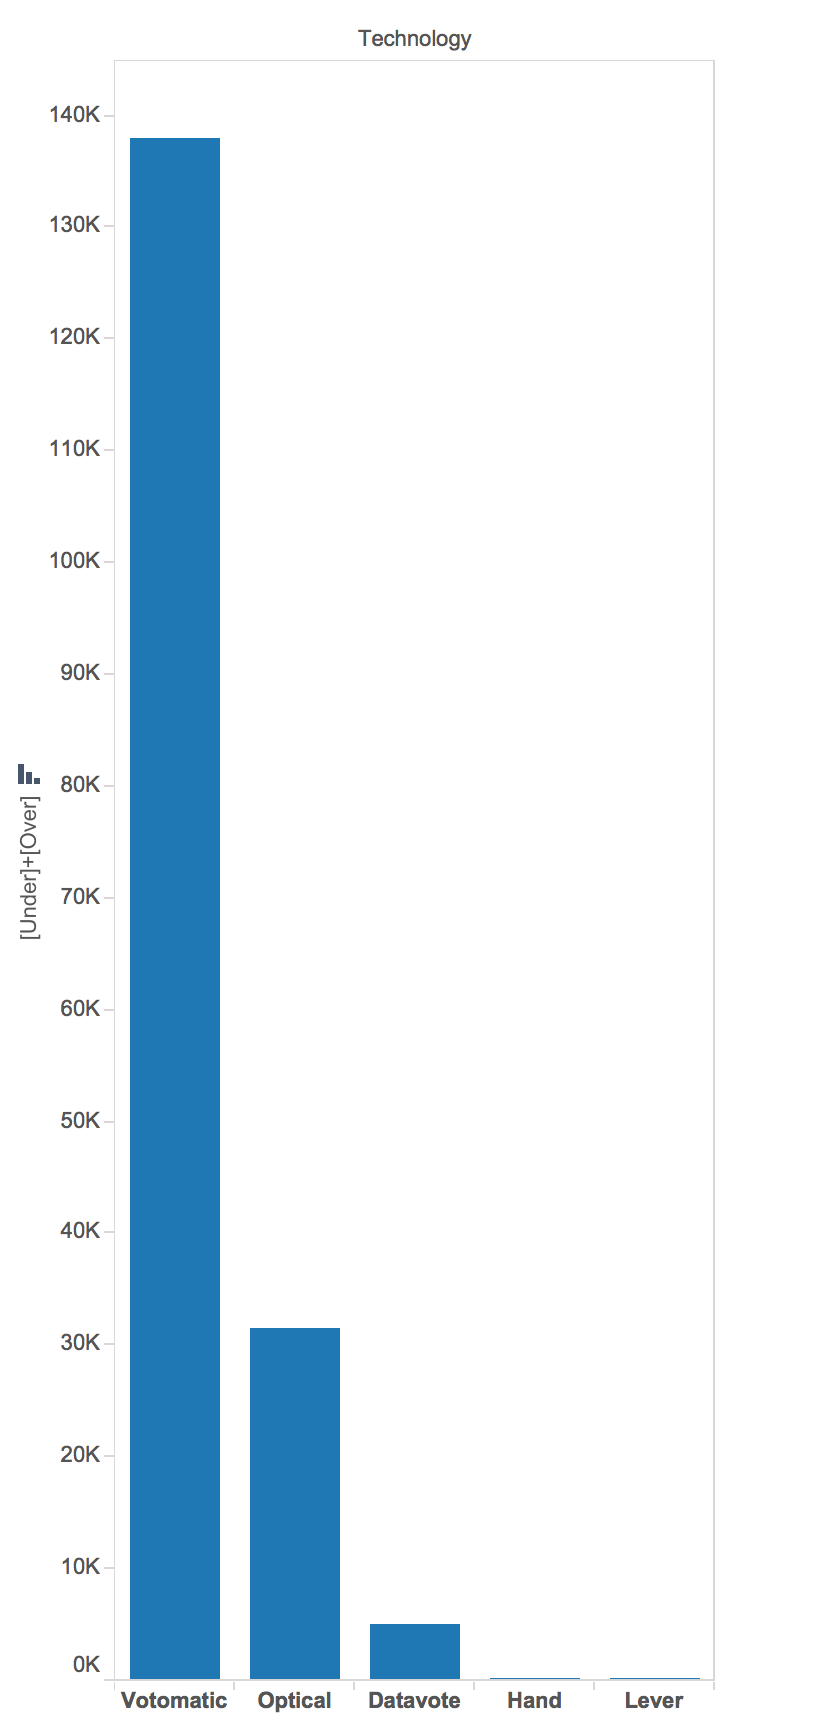 Technology
140K
130K
120K
110K
100K
90K
80K
70K
60K
50K
40K
30K
20K
10K
0K
[Under]+[Over]
Votomatic
Optical
Datavote
Hand
Lever